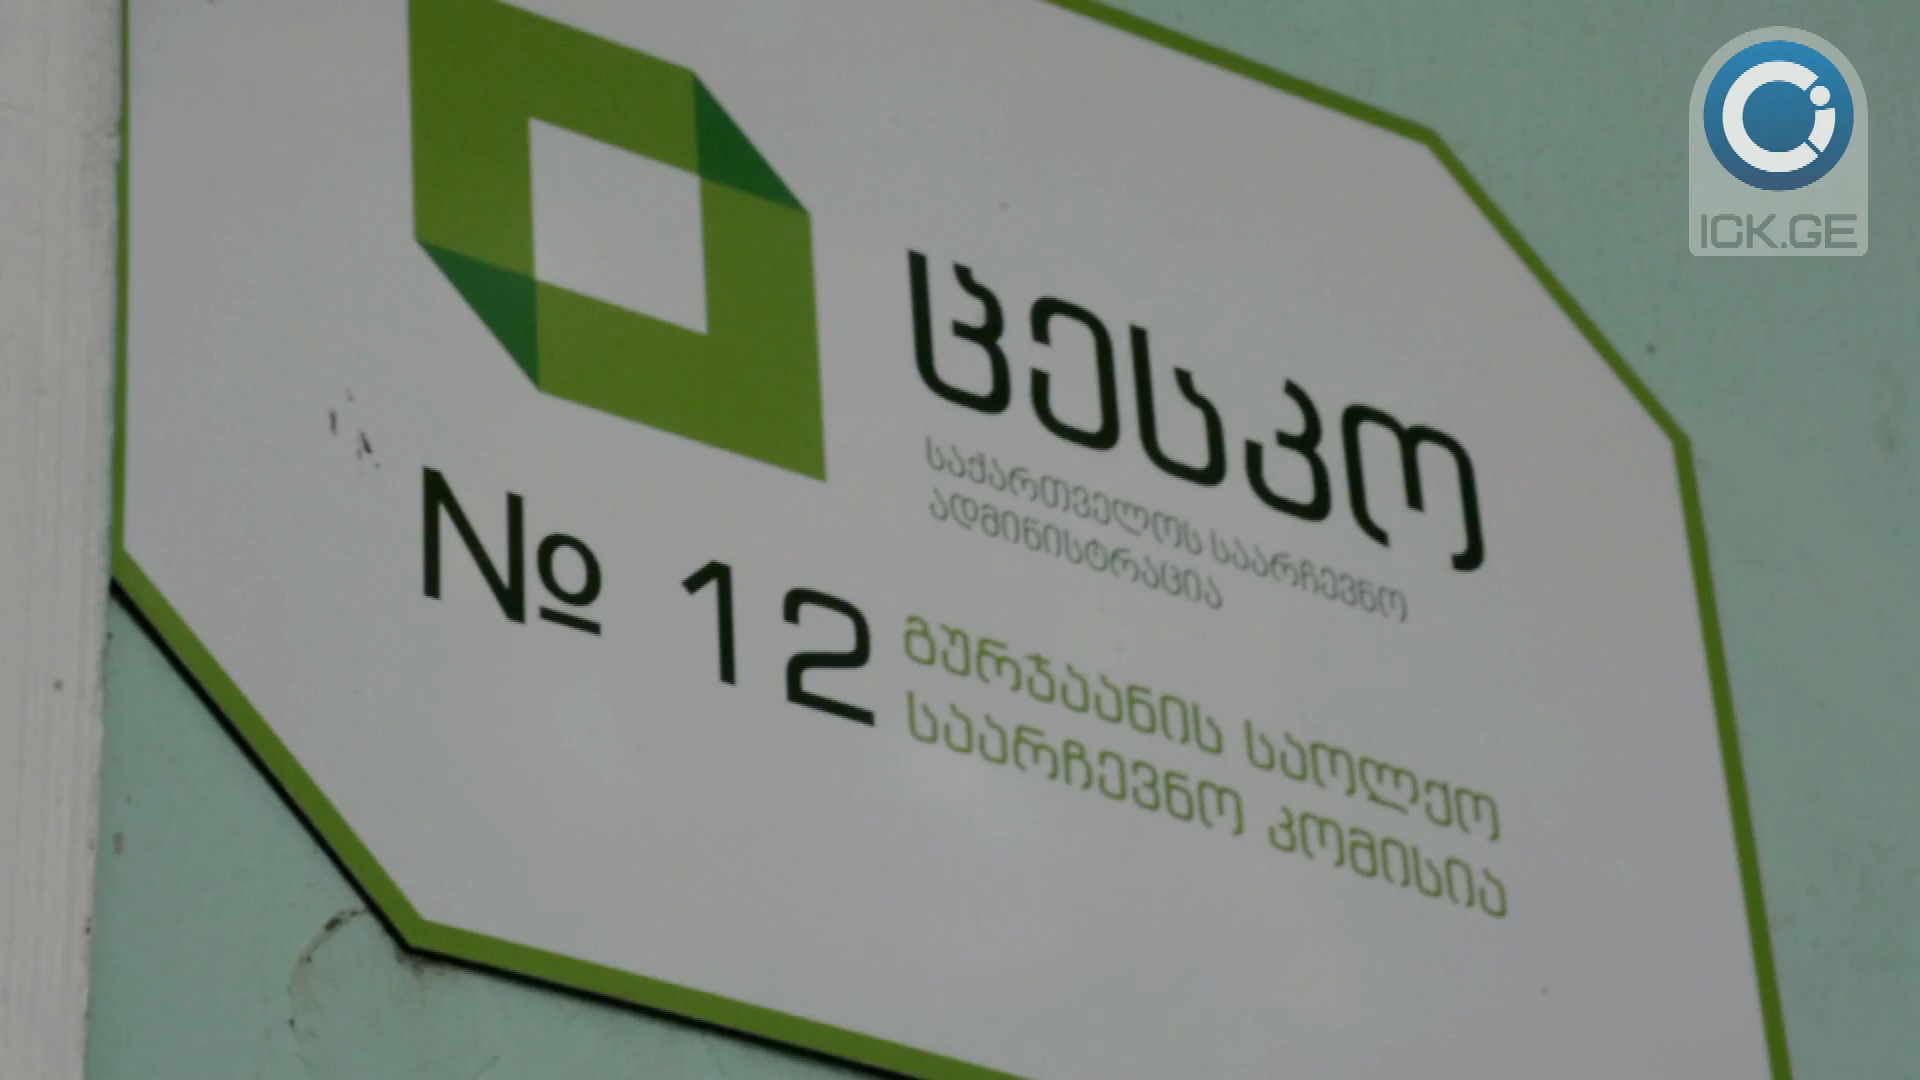 ICK.GE
ცესკო
საქართველოს საარჩევნო
ადმინისტრაცია
№ 12
გურჯაანის საოლქო
საარჩევნო კომისია